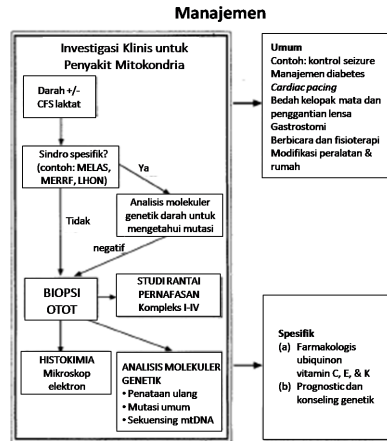 Manajemen
Investigasi Klinis untuk
Penyakit Mitokondria
Darah +/-
CFS laktat
Sindro spesifik?
(contoh: MELAS,
MERRF, LHON)
Ya
Tidak
Analisis molekuler
genetik darah untuk
mengetahui mutasi
negatif
BIOPSI
OTOT
STUDI RANTAI
PERNAFASAN
Kompleks I-IV
HISTOKIMIA
Mikroskop
elektron
ANALISIS MOLEKULER
GENETIK
• Penataan ulang
• Mutasi umum
• Sekuensing mtDNA
Umum
Contoh: kontrol seizure
Manajemen diabetes
Cardiac pacing
Bedah kelopak mata dan
penggantian lensa
Gastrostomi
Berbicara dan fisioterapi
Modifikasi peralatan &
rumah
Spesifik
(a) Farmakologis
ubiquinon
vitamin C, E, & K
(b) Prognostic dan
konseling genetik